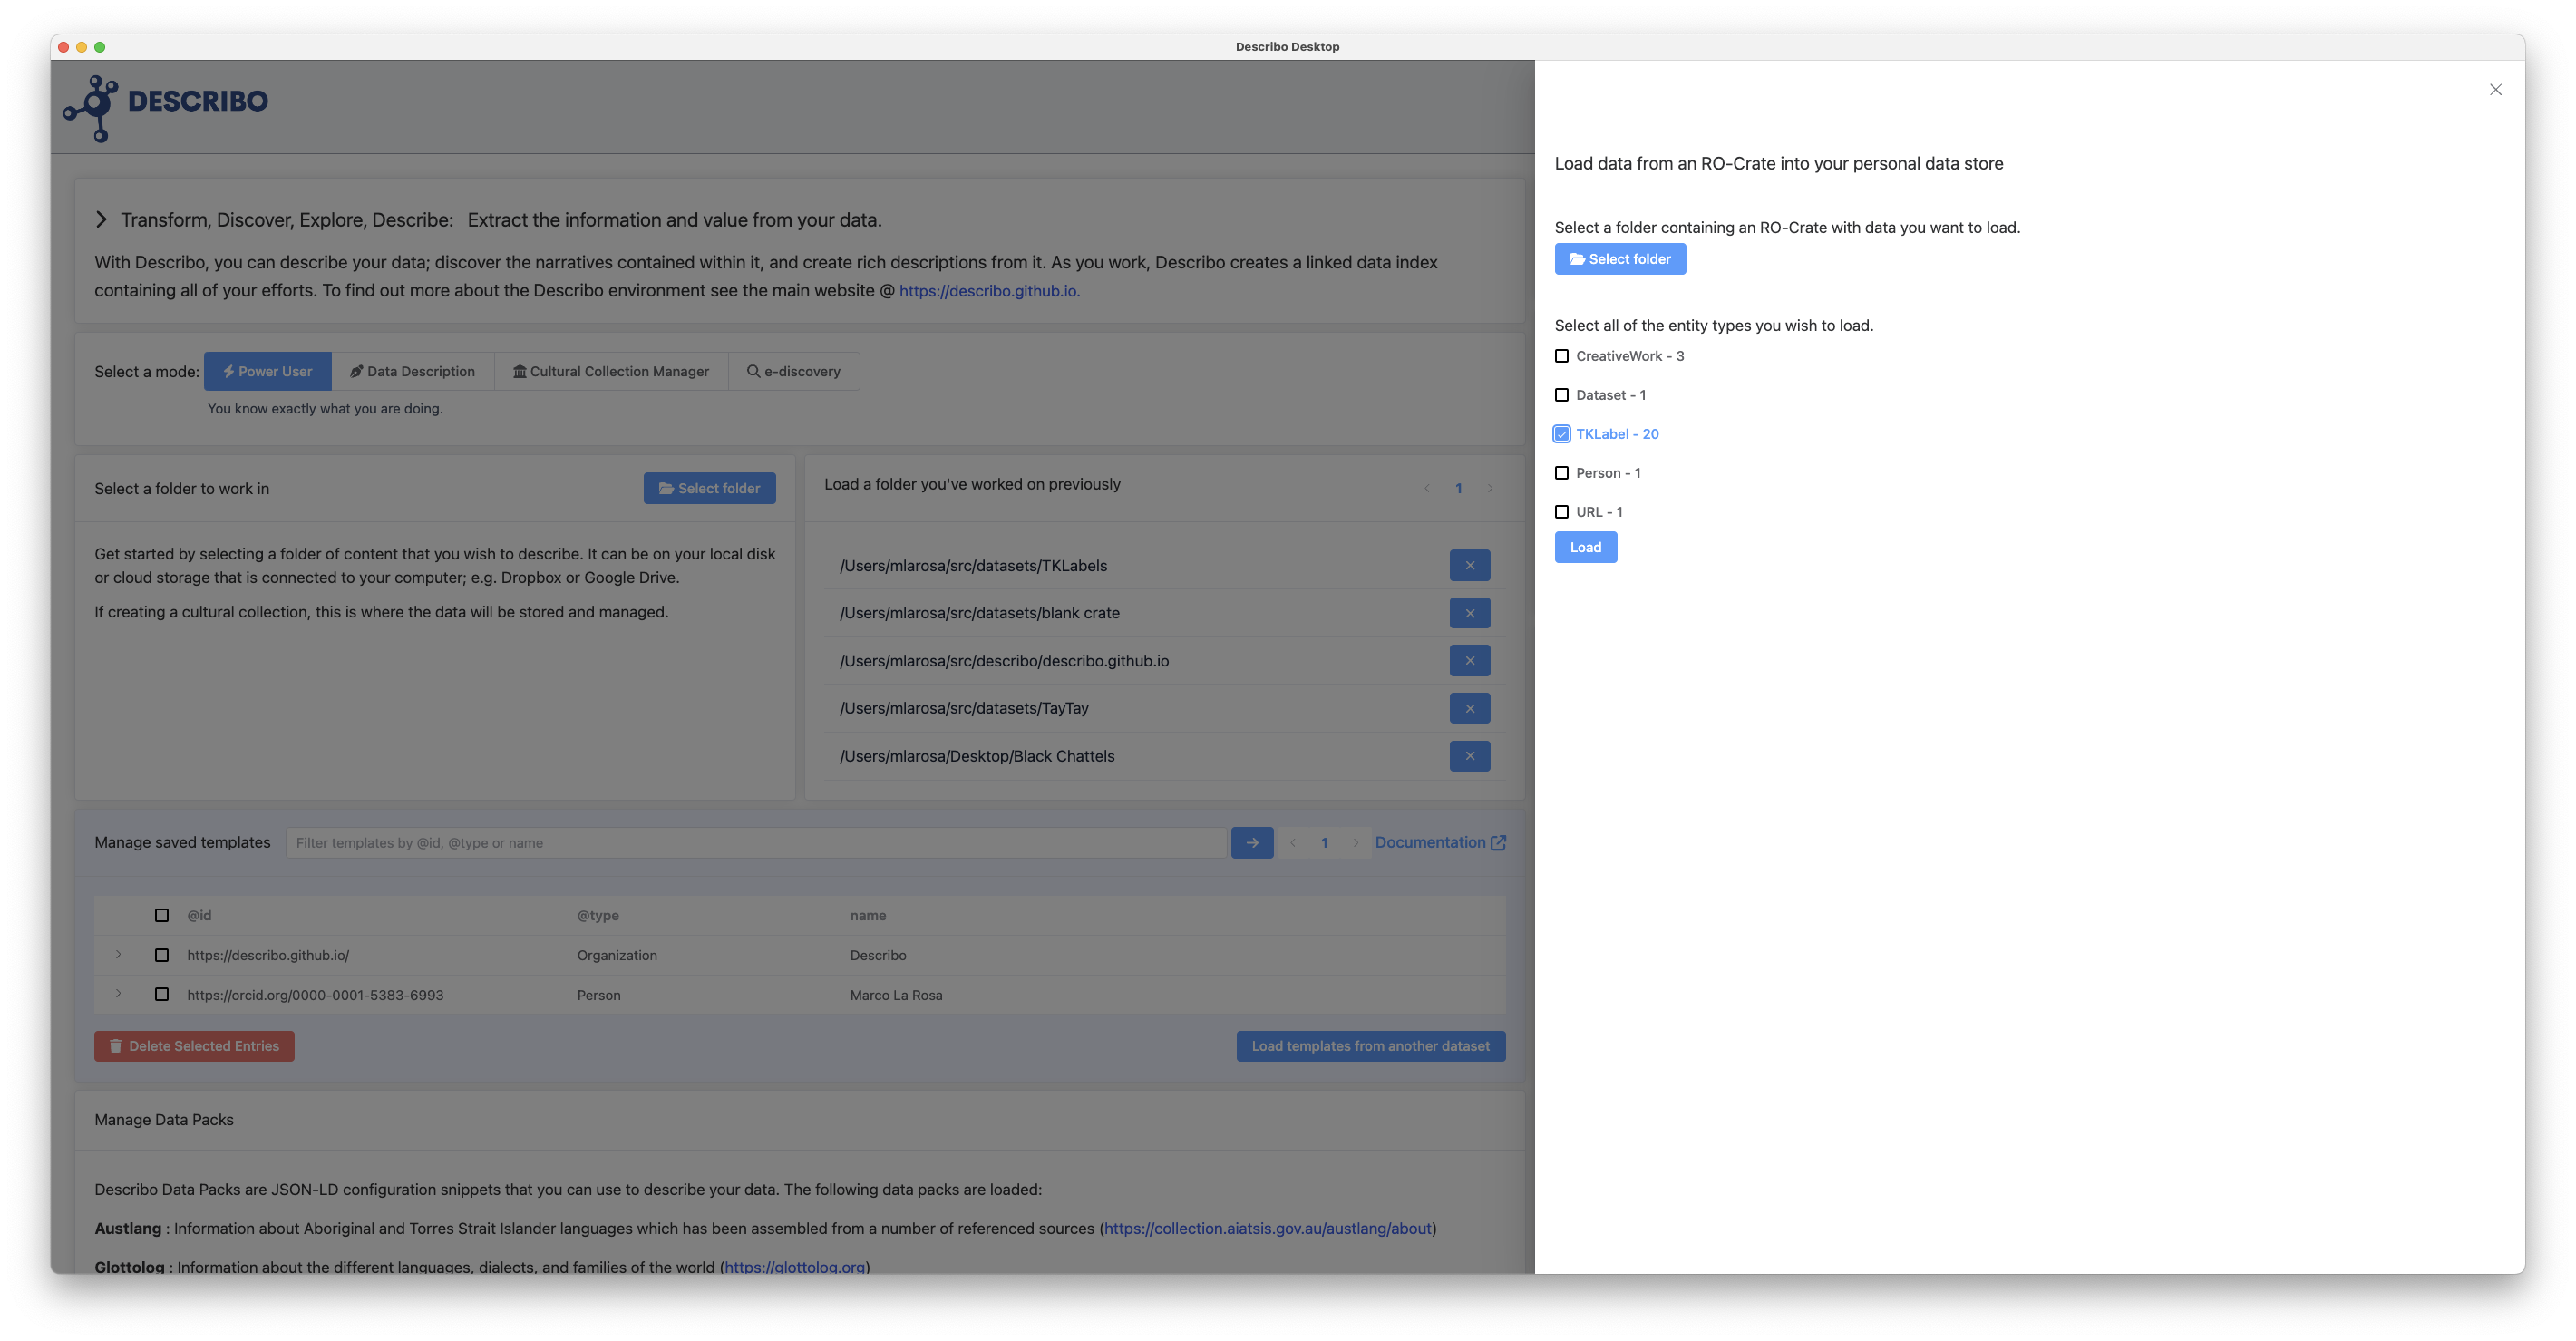 Describo Desktop
DESCRIBO
Transform, Discover, Explore, Describe: Extract the information and value from your data.
With Describo, you can describe your data; discover the narratives contained within it, and create rich descriptions from it. As you work, Describo creates a linked data index
containing all of your efforts. To find out more about the Describo environment see the main website @ https://describo.github.io.
Select a mode: Power User Data Description Cultural Collection Manager e-discovery
You know exactly what you are doing.
Select a folder to work in Select folder
Get started by selecting a folder of content that you wish to describe. It can be on your local disk
or cloud storage that is connected to your computer; e.g. Dropbox or Google Drive.
If creating a cultural collection, this is where the data will be stored and managed.
Load a folder you've worked on previously 1
/Users/mlarosa/src/datasets/TKLabels
/Users/mlarosa/src/datasets/blank crate
/Users/mlarosa/src/describo/describo.github.io
/Users/mlarosa/src/datasets/TayTay
/Users/mlarosa/Desktop/Black Chattels
Manage saved templates Filter templates by @id, @type or name 1 Documentation
@id @type name
https://describo.github.io/ Organization Describo
https://orcid.org/0000-0001-5383-6993 Person Marco La Rosa
Delete Selected Entries Load templates from another dataset
Manage Data Packs
Describo Data Packs are JSON-LD configuration snippets that you can use to describe your data. The following data packs are loaded:
Austlang : Information about Aboriginal and Torres Strait Islander languages which has been assembled from a number of referenced sources (https://collection.aiatsis.gov.au/austlang/about)
Glottolog : Information about the different languages, dialects, and families of the world (https://glottolog.org)
Load data from an RO-Crate into your personal data store
Select a folder containing an RO-Crate with data you want to load.
Select folder
Select all of the entity types you wish to load.
CreativeWork - 3
Dataset - 1
TKLabel - 20
Person - 1
URL - 1
Load